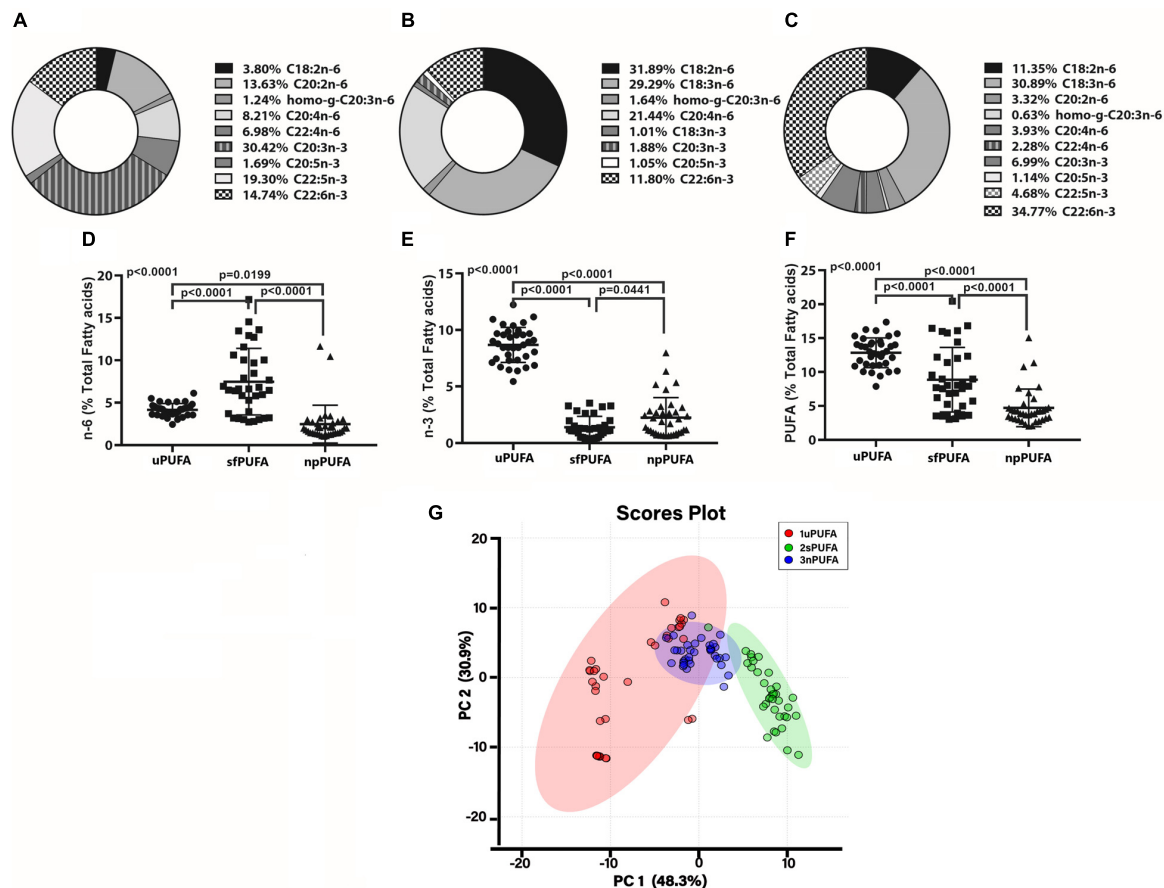 A
3.80% C18:2n-6
13.63% C20:2n-6
1.24% homo-g-C20:3n-6
8.21% C20:4n-6
6.98% C22:4n-6
30.42% C20:3n-3
1.69% C20:5n-3
19.30% C22:5n-3
14.74% C22:6n-3
B
31.89% C18:2n-6
29.29% C18:3n-6
1.64% homo-g-C20:3n-6
21.44% C20:4n-6
1.01% C18:3n-3
1.88% C20:3n-3
1.05% C20:5n-3
11.80% C22:6n-3
C
11.35% C18:2n-6
30.89% C18:3n-6
3.32% C20:2n-6
0.63% homo-g-C20:3n-6
3.93% C20:4n-6
2.28% C22:4n-6
6.99% C20:3n-3
1.14% C20:5n-3
4.68% C22:5n-3
34.77% C22:6n-3
D
p<0.0001
p=0.0199
p<0.0001
p<0.0001
n-6 (% Total Fatty acids)
20
15
10
5
0
uPUFA
sfPUFA
npPUFA
E
p<0.0001
p<0.0001
p<0.0001
p=0.0441
n-3 (% Total Fatty acids)
15
10
5
0
uPUFA
sfPUFA
npPUFA
F
p<0.0001
p<0.0001
p<0.0001
p<0.0001
PUFA (% Total Fatty acids)
25
20
15
10
5
0
uPUFA
sfPUFA
npPUFA
G
Scores Plot
1uPUFA
2sPUFA
3nPUFA
PC 2 (30.9%)
20
10
0
-10
-20
-20
-10
0
10
PC 1 (48.3%)